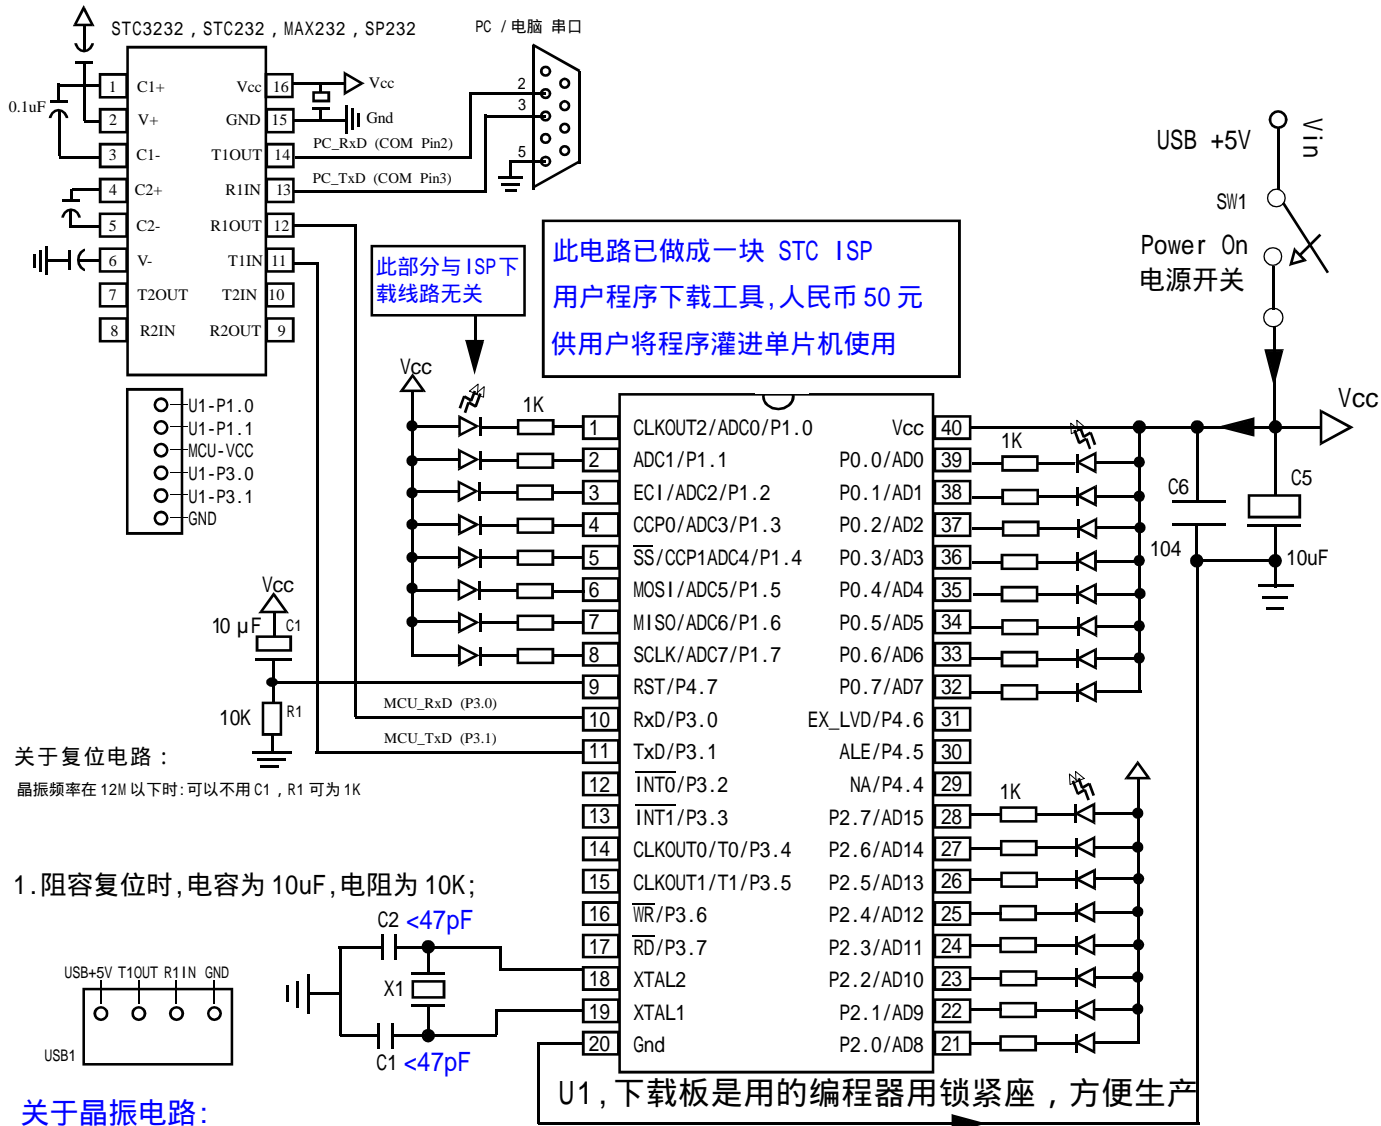 STC3232，STC232，MAX232，SP232
PC /电脑 串口
1 C1+ Vcc 16 Vcc
0.1uF
2 V+ GND 15 Gnd
3 C1- T1OUT 14 PC_RxD (COM Pin2)
4 C2+ R1IN 13 PC_TxD (COM Pin3)
5 C2- R1OUT 12
6 V- T1IN 11
7 T2OUT T2IN 10
8 R2IN R2OUT 9
2
3
5
USB +5V
Vin
SW1
Power On
电源开关
此部分与ISP下
载线路无关
此电路已做成一块 STC ISP
用户程序下载工具,人民币50元
供用户将程序灌进单片机使用
U1-P1.0
U1-P1.1
MCU-VCC
U1-P3.0
U1-P3.1
GND
Vcc
1K
1 CLKOUT2/ADC0/P1.0 Vcc 40
2 ADC1/P1.1 P0.0/AD0 39
3 ECI/ADC2/P1.2 P0.1/AD1 38
4 CCP0/ADC3/P1.3 P0.2/AD2 37
5 SS/CCP1ADC4/P1.4 P0.3/AD3 36
6 MOSI/ADC5/P1.5 P0.4/AD4 35
7 MISO/ADC6/P1.6 P0.5/AD5 34
8 SCLK/ADC7/P1.7 P0.6/AD6 33
9 RST/P4.7 P0.7/AD7 32
10 RxD/P3.0 EX_LVD/P4.6 31
11 TxD/P3.1 ALE/P4.5 30
12 INT0/P3.2 NA/P4.4 29
13 INT1/P3.3 P2.7/AD15 28
14 CLKOUT0/T0/P3.4 P2.6/AD14 27
15 CLKOUT1/T1/P3.5 P2.5/AD13 26
16 WR/P3.6 P2.4/AD12 25
17 RD/P3.7 P2.3/AD11 24
18 XTAL2 P2.2/AD10 23
19 XTAL1 P2.1/AD9 22
20 Gnd P2.0/AD8 21
1K
1K
Vcc
C6
C5
104
10uF
Vcc
10 μF C1
10K R1
MCU_RxD (P3.0)
MCU_TxD (P3.1)
关于复位电路：
晶振频率在12M以下时:可以不用C1，R1可为1K
1.阻容复位时,电容为10uF,电阻为10K;
C2 <47pF
X1
C1 <47pF
USB+5V T1OUT R1IN GND
USB1
U1,下载板是用的编程器用锁紧座，方便生产
关于晶振电路: